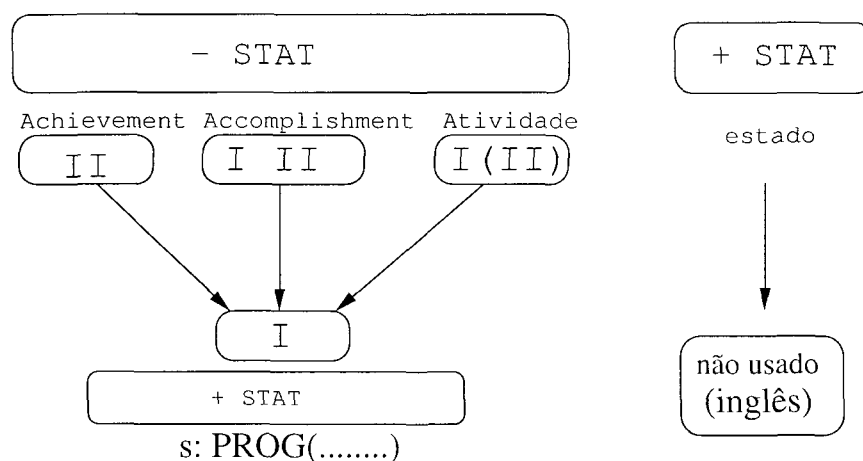 − STAT
+ STAT
Achievement Accomplishment Atividade
II
I II
I (II)
estado
I
+ STAT
s: PROG(........)
não usado
(inglês)